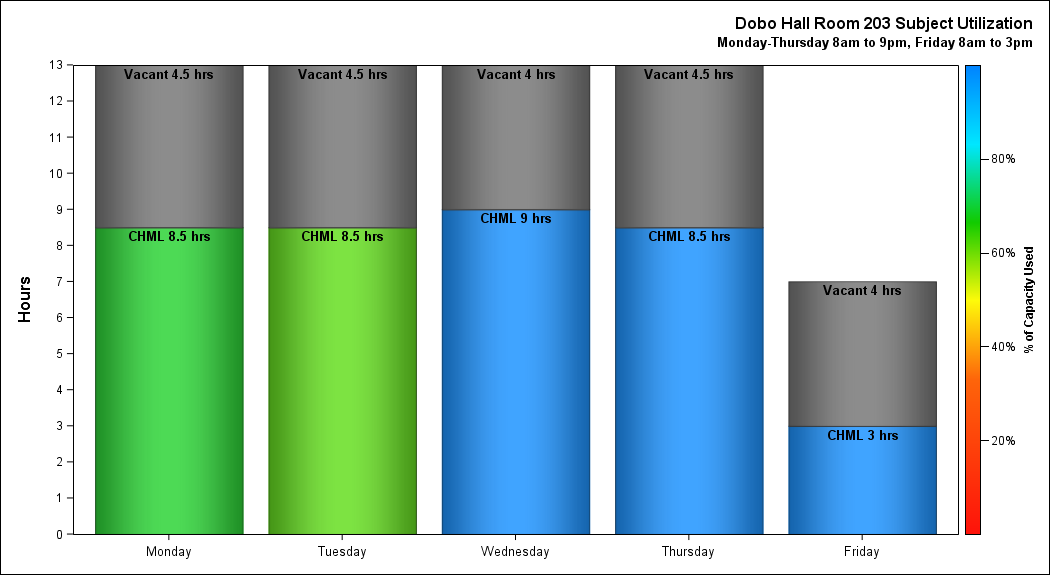 Dobo Hall Room 203 Subject Utilization
Monday-Thursday 8am to 9pm, Friday 8am to 3pm
13
12
11
10
9
8
7
6
5
4
3
2
1
0
Hours
Vacant 4.5 hrs
Vacant 4.5 hrs
Vacant 4 hrs
Vacant 4.5 hrs
CHML 8.5 hrs
CHML 8.5 hrs
CHML 9 hrs
CHML 8.5 hrs
Vacant 4 hrs
CHML 3 hrs
Monday
Tuesday
Wednesday
Thursday
Friday
80%
60%
40%
20%
% of Capacity Used